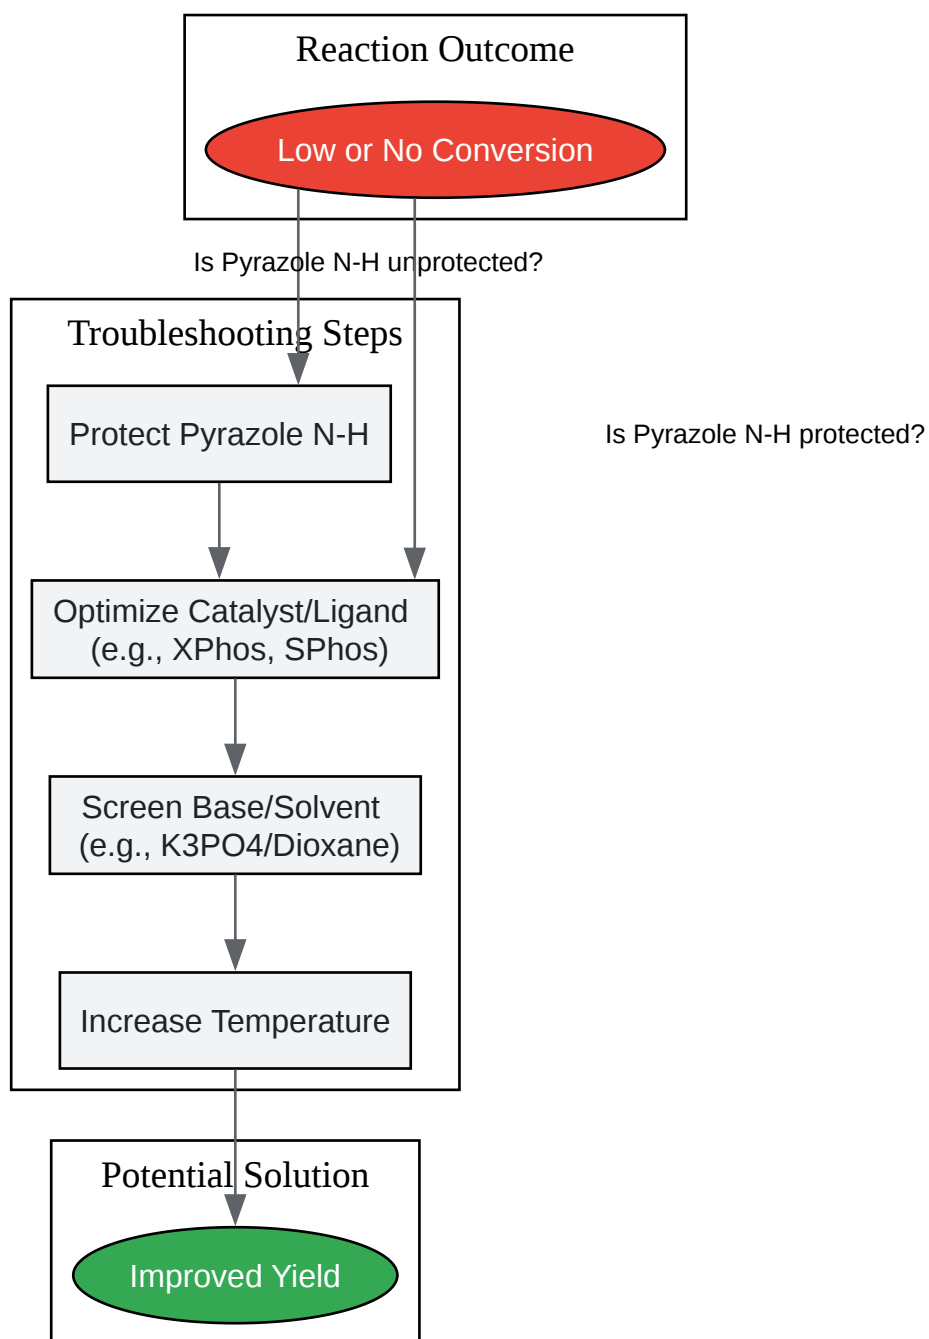 Reaction Outcome
Low or No Conversion
Is Pyrazole N-H unprotected?
Troubleshooting Steps
Protect Pyrazole N-H
Is Pyrazole N-H protected?
Optimize Catalyst/Ligand
(e.g., XPhos, SPhos)
Screen Base/Solvent
(e.g., K3PO4/Dioxane)
Increase Temperature
Potential Solution
Improved Yield